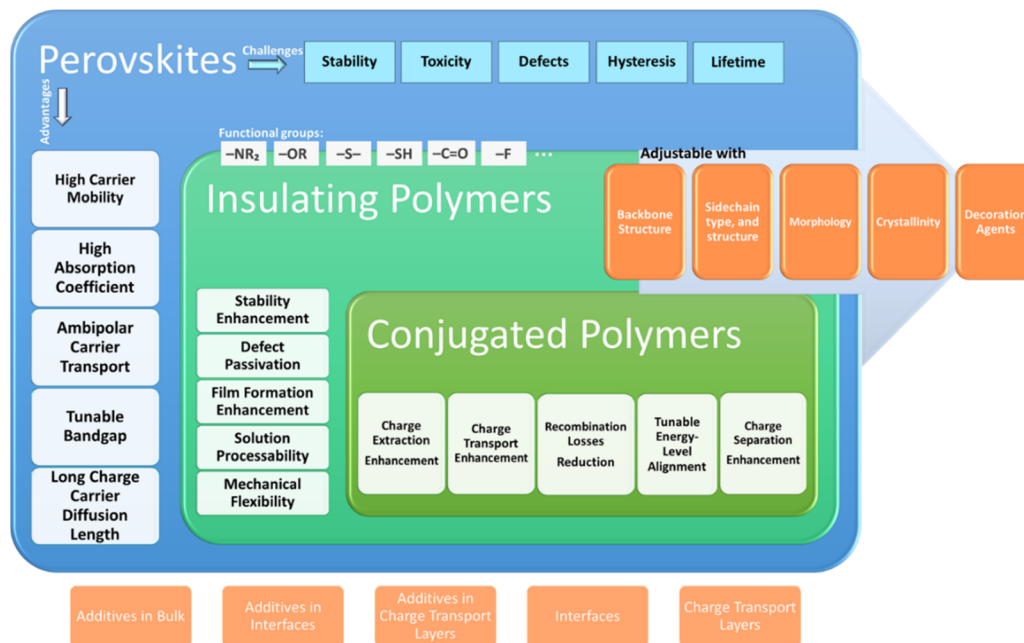 Perovskites
Challenges
Stability
Toxicity
Defects
Hysteresis
Lifetime
Advantages
High Carrier
Mobility
High
Absorption
Coefficient
Ambipolar
Carrier
Transport
Tunable
Bandgap
Long Charge
Carrier
Diffusion
Length
Functional groups:
–NR₂
–OR
–S–
–SH
–C=O
–F
...
Insulating Polymers
Adjustable with
Backbone
Structure
Sidechain
type, and
structure
Morphology
Crystallinity
Decoration
Agents
Stability
Enhancement
Defect
Passivation
Film Formation
Enhancement
Solution
Processability
Mechanical
Flexibility
Conjugated Polymers
Charge
Extraction
Enhancement
Charge
Transport
Enhancement
Recombination
Losses
Reduction
Tunable
Energy-
Level
Alignment
Charge
Separation
Enhancement
Additives in Bulk
Additives in
Interfaces
Additives in
Charge Transport
Layers
Interfaces
Charge Transport
Layers